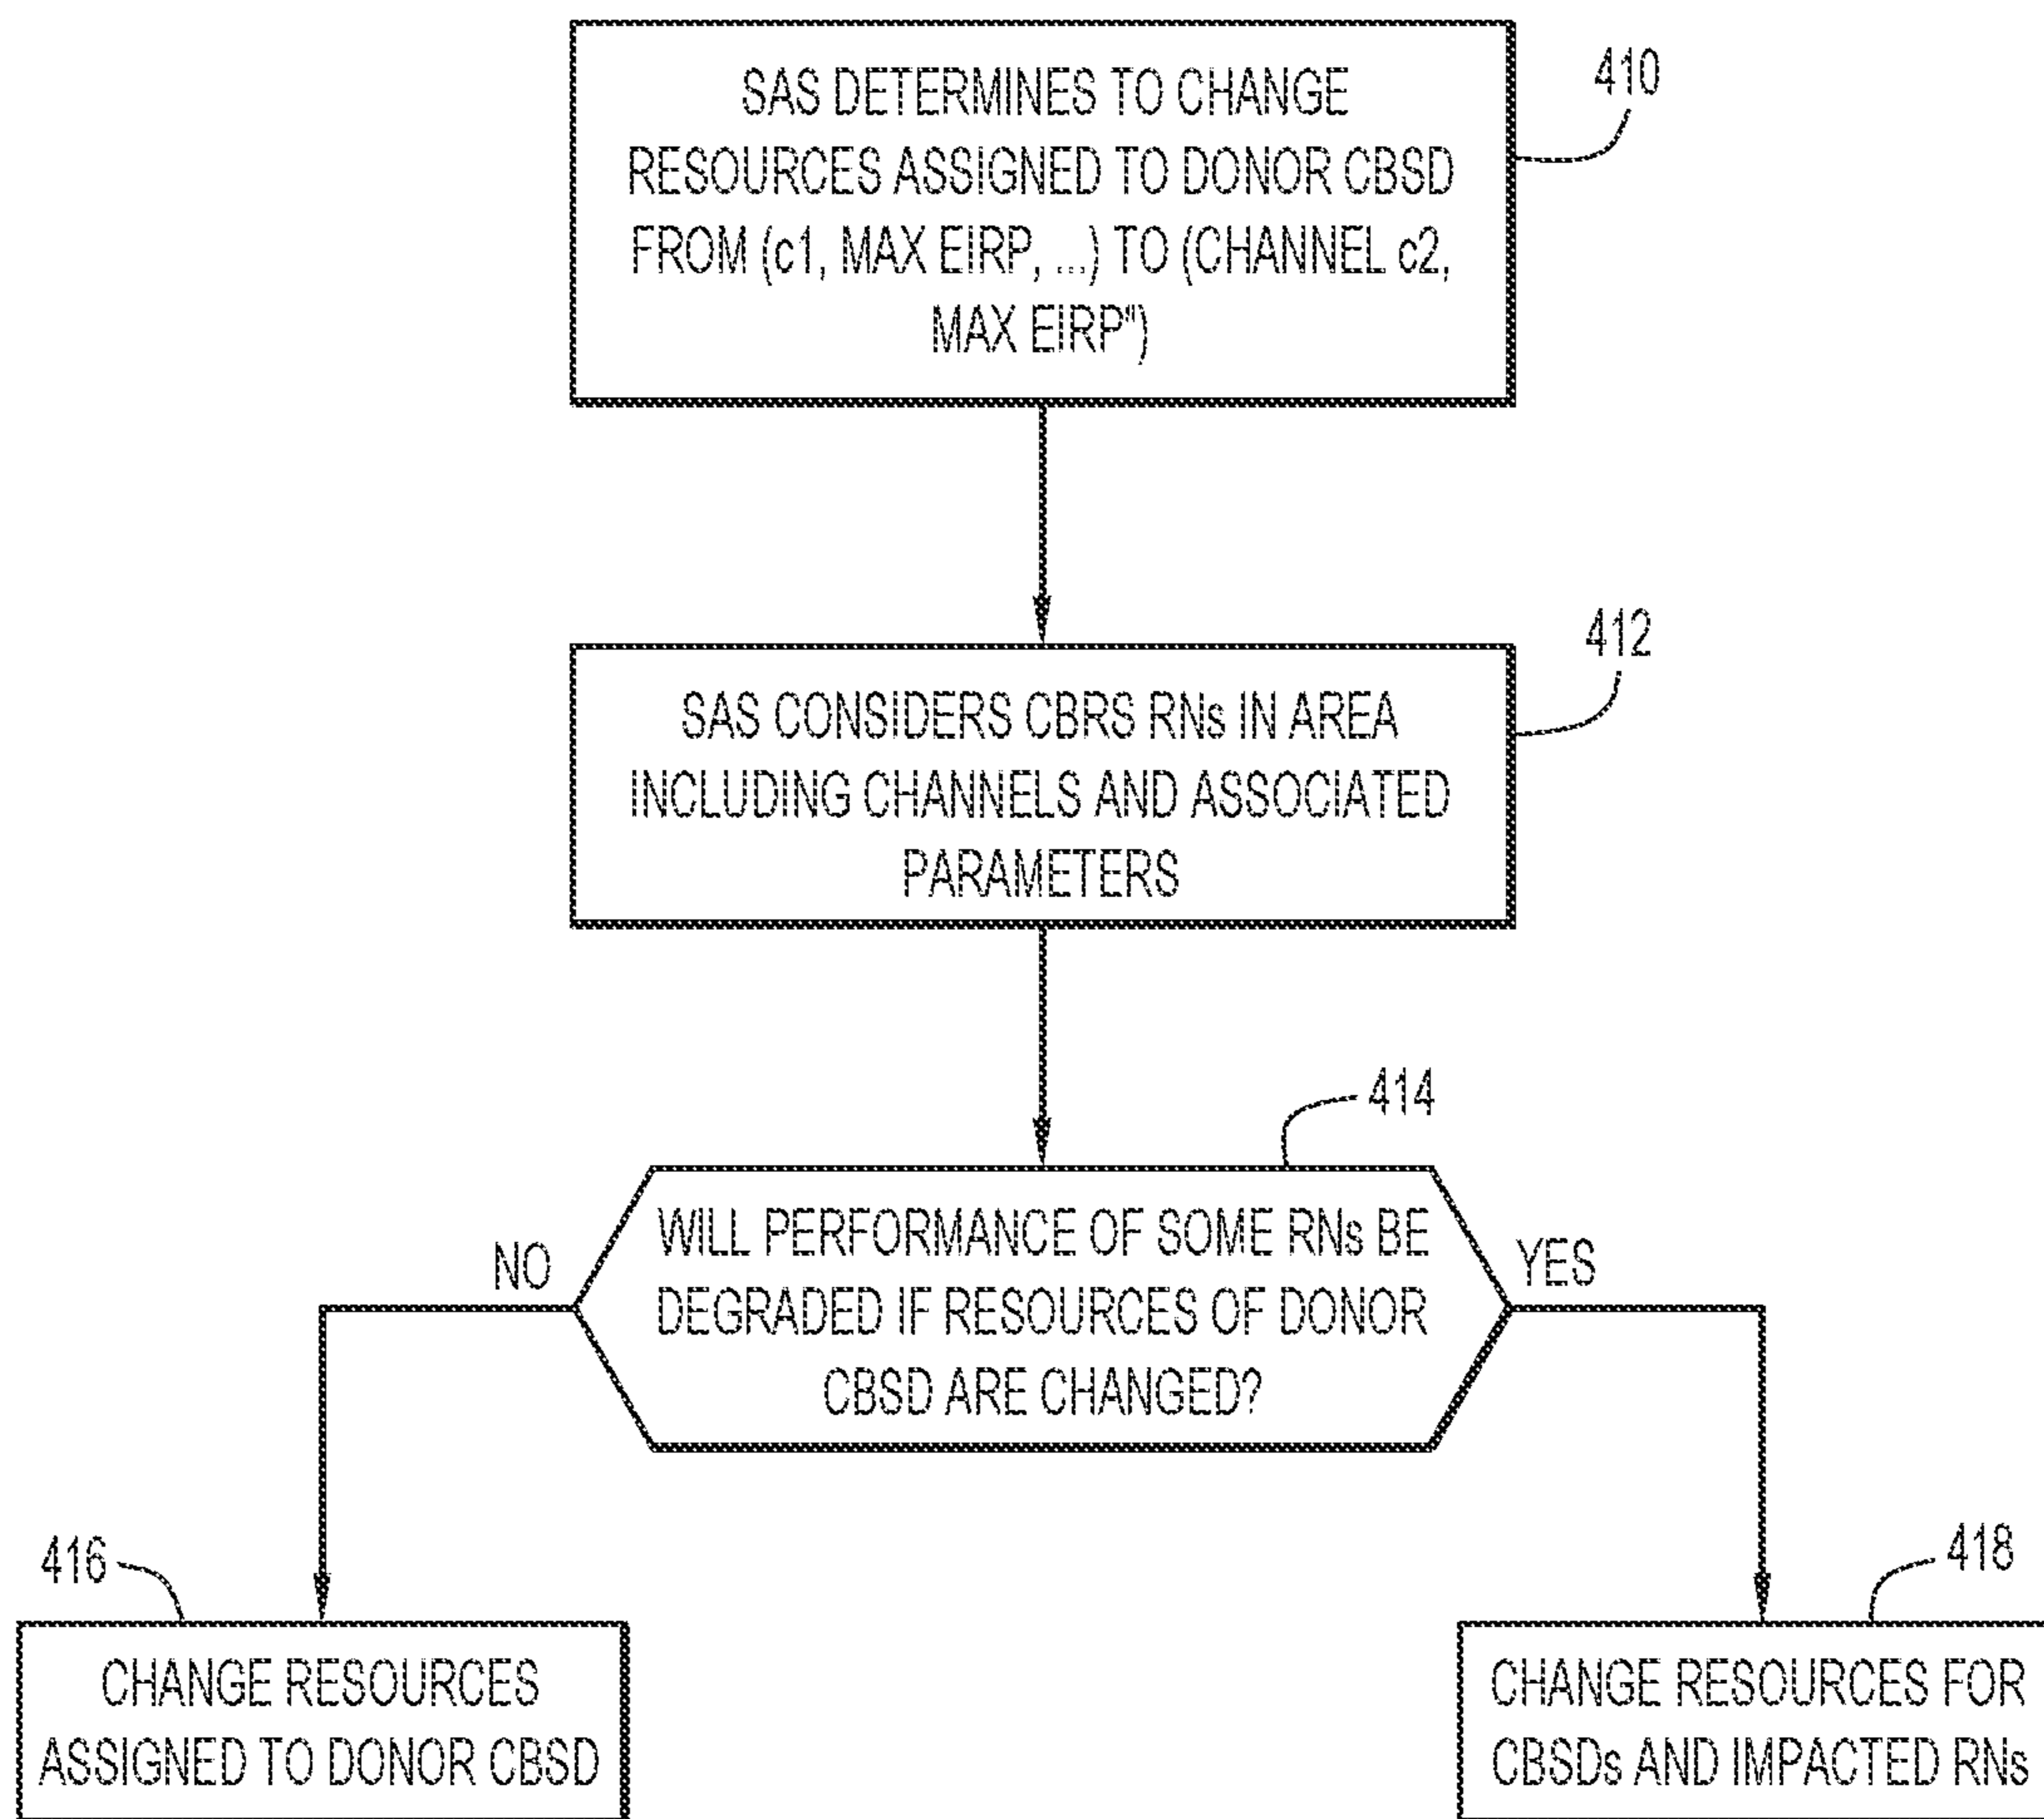 SAS DETERMINES TO CHANGE
RESOURCES ASSIGNED TO DONOR CBSD
FROM (c1, MAX EIRP, ...) TO (CHANNEL c2,
MAX EIRP")
410
SAS CONSIDERS CBRS RNs IN AREA
INCLUDING CHANNELS AND ASSOCIATED
PARAMETERS
412
414
WILL PERFORMANCE OF SOME RNs BE
DEGRADED IF RESOURCES OF DONOR
CBSD ARE CHANGED?
NO
YES
416
CHANGE RESOURCES
ASSIGNED TO DONOR CBSD
418
CHANGE RESOURCES FOR
CBSDs AND IMPACTED RNs